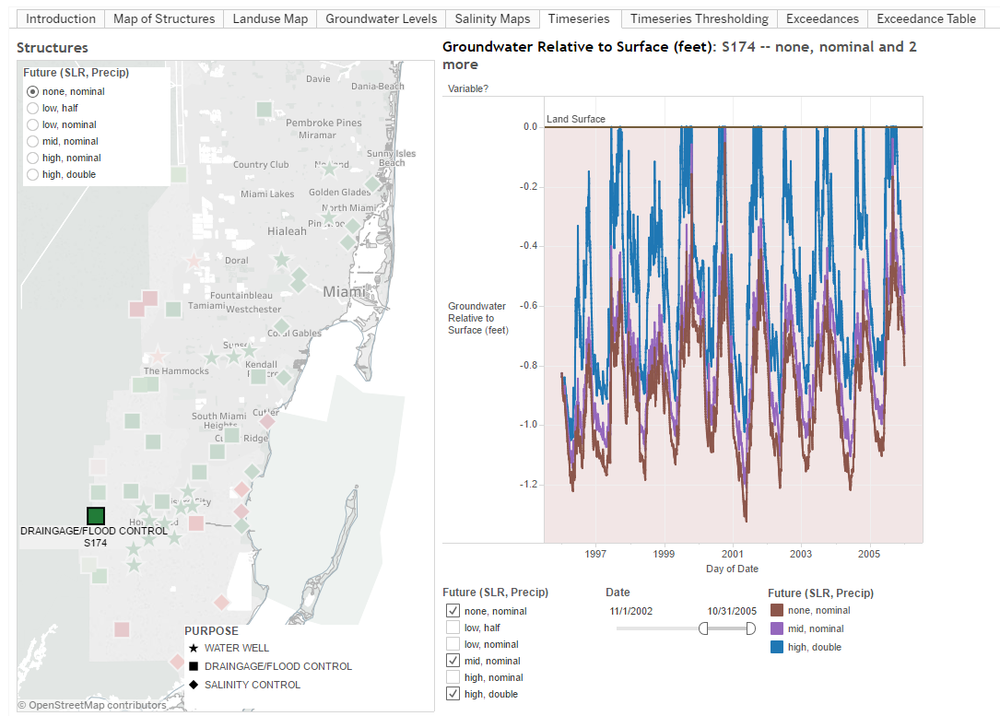 Introduction
Map of Structures
Landuse Map
Groundwater Levels
Salinity Maps
Timeseries
Timeseries Thresholding
Exceedances
Exceedance Table
Structures
Future (SLR, Precip)
none, nominal
low, half
low, nominal
mid, nominal
high, nominal
high, double
Davie
Dania-Beach
Pembroke Pines
Miramar
Sunny Isles
Beach
Country Club
Miami Lakes
Golden Glades
North Miami
Hialeah
Doral
Miami
Fountainbleau
Tamiami
Westchester
Coral Gables
The Hammocks
Kendall
South Miami
Heights
Cutler
Ridge
DRAINGAGE/FLOOD CONTROL
S174
PURPOSE
WATER WELL
DRAINGAGE/FLOOD CONTROL
SALINITY CONTROL
© OpenStreetMap contributors
Groundwater Relative to Surface (feet): S174 -- none, nominal and 2
more
Variable?
Land Surface
0.0
-0.2
-0.4
-0.6
-0.8
-1.0
-1.2
Groundwater
Relative to
Surface (feet)
1997
1999
2001
2003
2005
Day of Date
Future (SLR, Precip)
none, nominal
low, half
low, nominal
mid, nominal
high, nominal
high, double
Date
11/1/2002
10/31/2005
Future (SLR, Precip)
none, nominal
mid, nominal
high, double